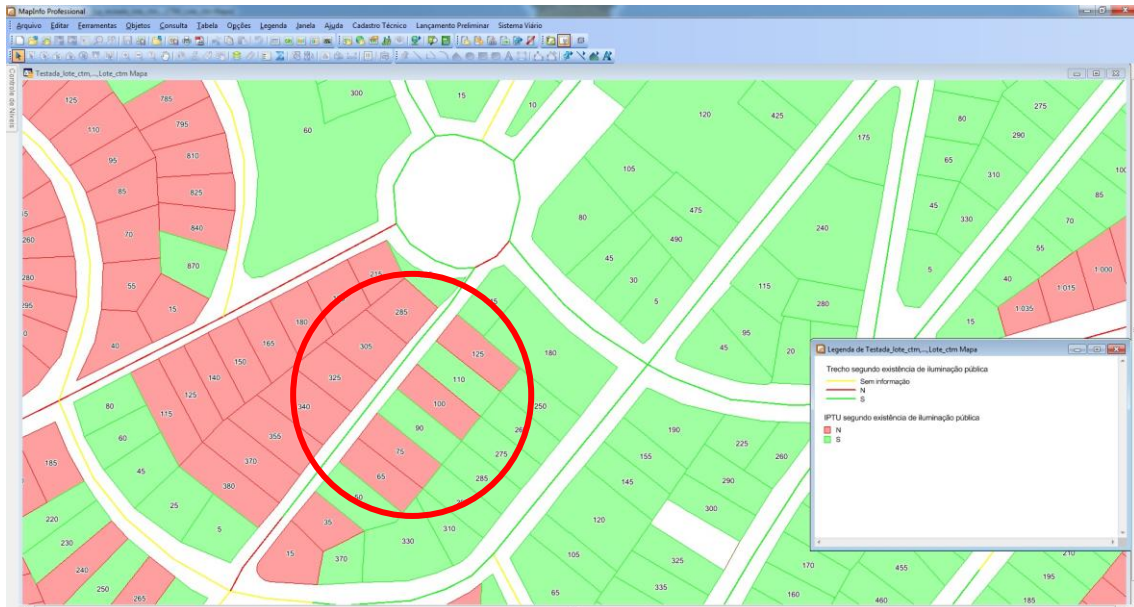 MapInfo Professional
Arquivo Editar Ferramentas Objetos Consulta Tabela Opções Legenda Janela Ajuda Cadastro Técnico Lançamento Preliminar Sistema Viário
Testada_lote_ctm,...,Lote_ctm Mapa
Controle de Níveis
125 785 300 15 10
110 795 60 120 425 175 80 275
95 810 105 65 290
85 825 310 100
840 80 475 45 330 85
260 70 490 240 70
870 45 55
280 55 215 30 115 5 40 1.000
295 15 285 5 280 1.015
180 1.035
40 165 305 125 180 95 15
150 325 110 45 20
140 340 100 250
80 125 90
115 355 190 225 260
60 75 275 155
185 370 65 285 145 290
45 380 50 300
25 35 310 120
220 5 330
230 15 370 105 325 170 455 210
240 195
250 265 65 335 160 460 185
Legenda de Testada_lote_ctm,...,Lote_ctm Mapa
Trecho segundo existência de iluminação pública
Sem informação
N
S
IPTU segundo existência de iluminação pública
N
S